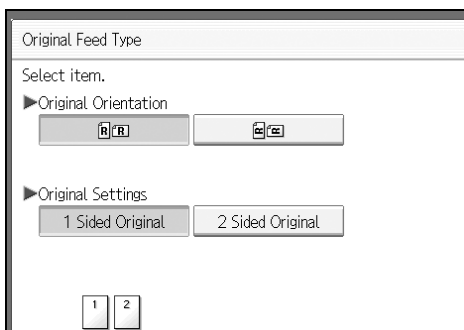 Original Feed Type
Select item.
▶Original Orientation
R R R R
▶Original Settings
1 Sided Original 2 Sided Original
1 2